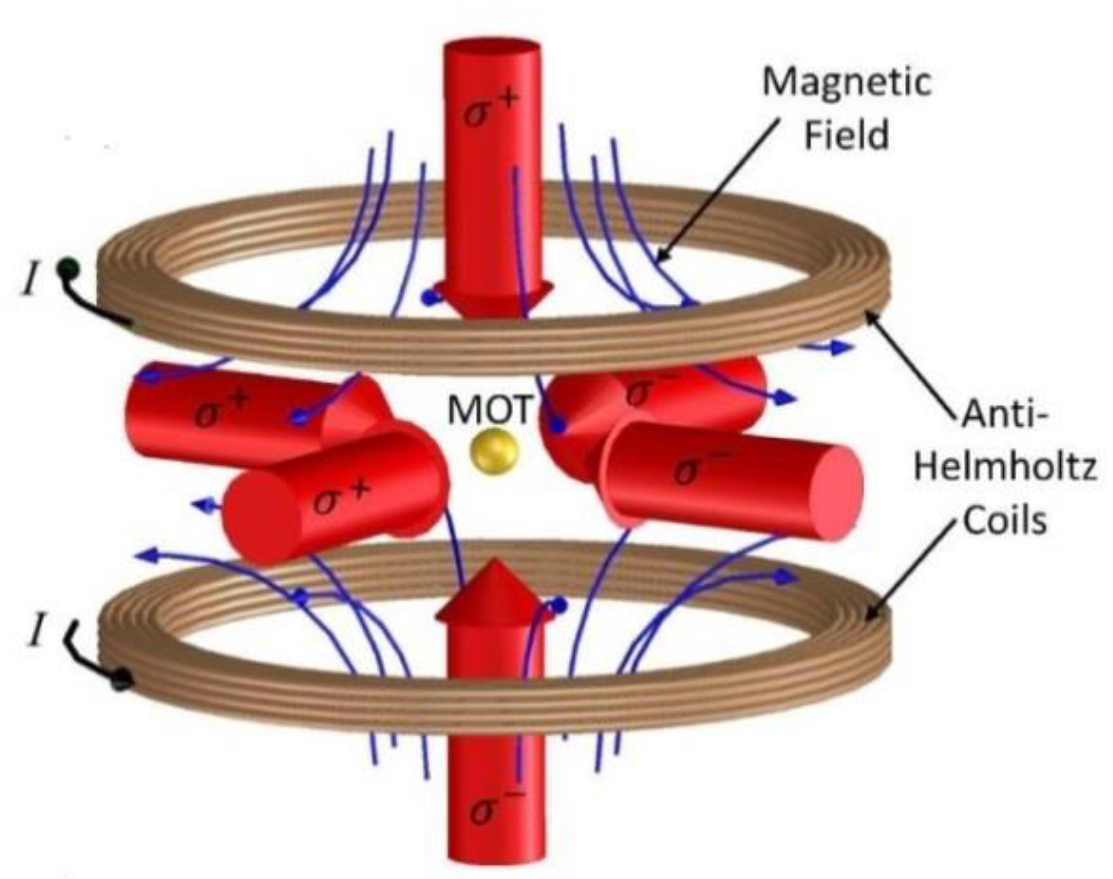 σ+
Magnetic
Field
I
MOT
σ+
σ−
σ+
σ−
Anti-
Helmholtz
Coils
I
σ−